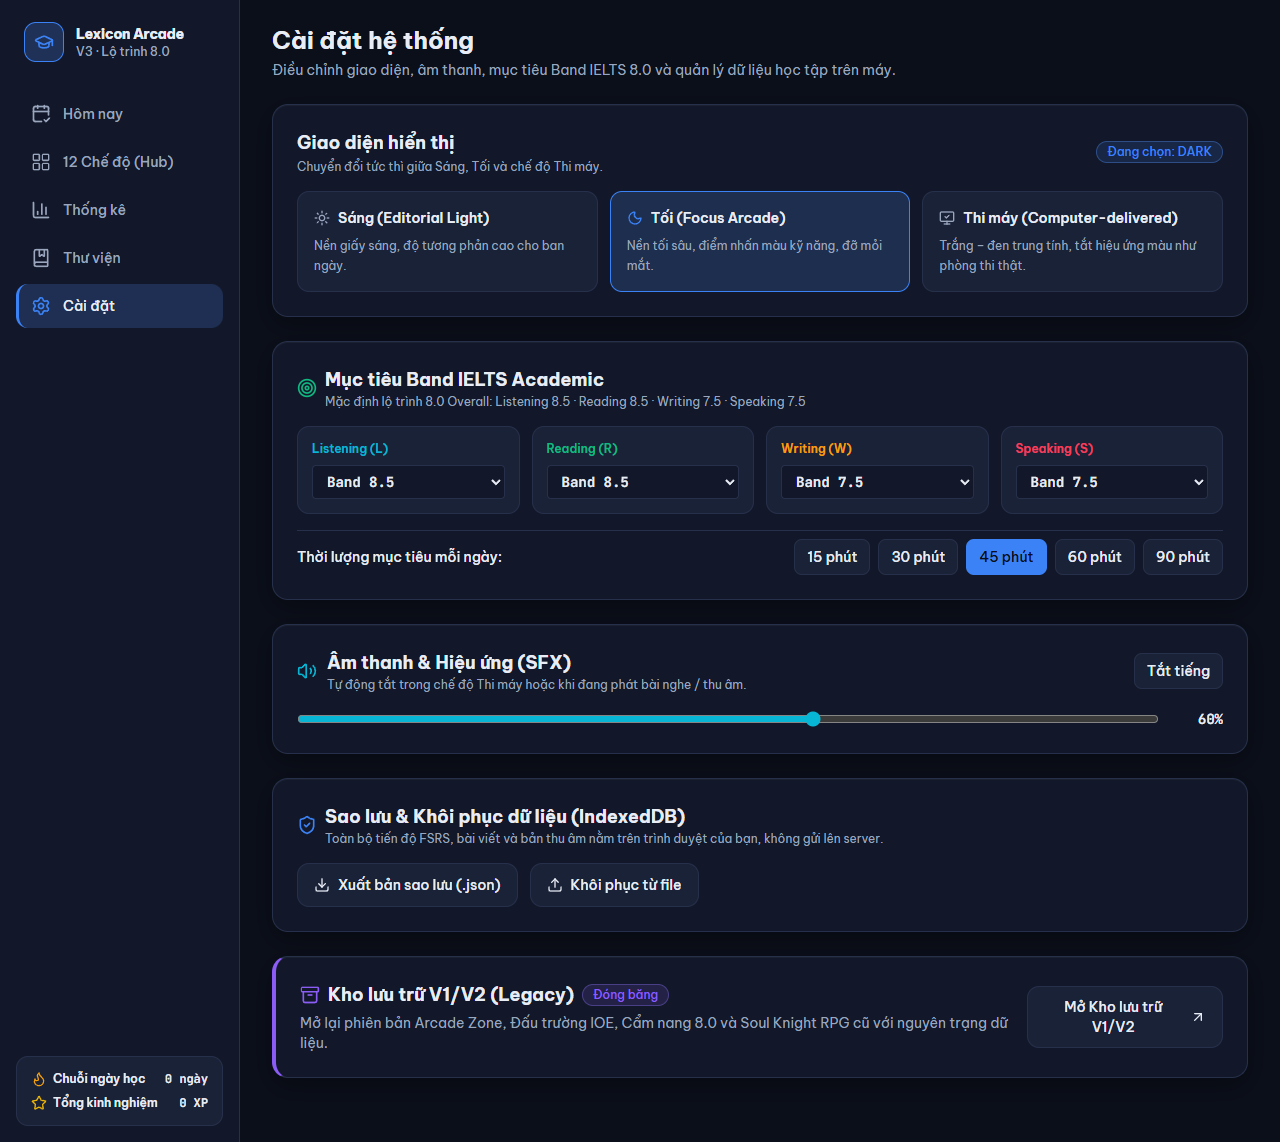 Lexicon Arcade
V3 · Lộ trình 8.0
Hôm nay
12 Chế độ (Hub)
Thống kê
Thư viện
Cài đặt
Chuỗi ngày học 0 ngày
Tổng kinh nghiệm 0 XP
Cài đặt hệ thống
Điều chỉnh giao diện, âm thanh, mục tiêu Band IELTS 8.0 và quản lý dữ liệu học tập trên máy.
Giao diện hiển thị
Chuyển đổi tức thì giữa Sáng, Tối và chế độ Thi máy.
Đang chọn: DARK
Sáng (Editorial Light)
Nền giấy sáng, độ tương phản cao cho ban
ngày.
Tối (Focus Arcade)
Nền tối sâu, điểm nhấn màu kỹ năng, đỡ mỏi
mắt.
Thi máy (Computer-delivered)
Trắng – đen trung tính, tắt hiệu ứng màu như
phòng thi thật.
Mục tiêu Band IELTS Academic
Mặc định lộ trình 8.0 Overall: Listening 8.5 · Reading 8.5 · Writing 7.5 · Speaking 7.5
Listening (L)
Band 8.5
Reading (R)
Band 8.5
Writing (W)
Band 7.5
Speaking (S)
Band 7.5
Thời lượng mục tiêu mỗi ngày:
15 phút
30 phút
45 phút
60 phút
90 phút
Âm thanh & Hiệu ứng (SFX)
Tự động tắt trong chế độ Thi máy hoặc khi đang phát bài nghe / thu âm.
Tắt tiếng
60%
Sao lưu & Khôi phục dữ liệu (IndexedDB)
Toàn bộ tiến độ FSRS, bài viết và bản thu âm nằm trên trình duyệt của bạn, không gửi lên server.
Xuất bản sao lưu (.json)
Khôi phục từ file
Kho lưu trữ V1/V2 (Legacy)
Đóng băng
Mở lại phiên bản Arcade Zone, Đấu trường IOE, Cẩm nang 8.0 và Soul Knight RPG cũ với nguyên trạng dữ
liệu.
Mở Kho lưu trữ
V1/V2